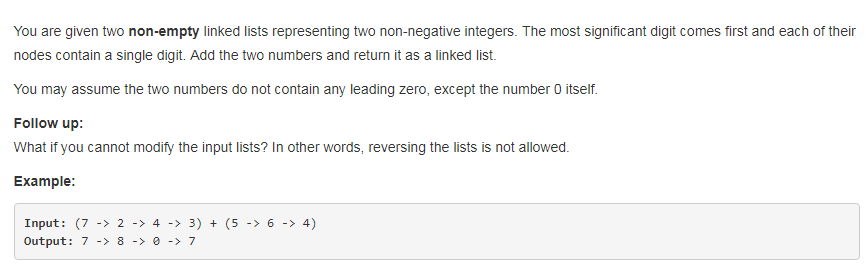 You are given two non-empty linked lists representing two non-negative integers. The most significant digit comes first and each of their
nodes contain a single digit. Add the two numbers and return it as a linked list.
You may assume the two numbers do not contain any leading zero, except the number 0 itself.
Follow up:
What if you cannot modify the input lists? In other words, reversing the lists is not allowed.
Example:
Input: (7 -> 2 -> 4 -> 3) + (5 -> 6 -> 4)
Output: 7 -> 8 -> 0 -> 7